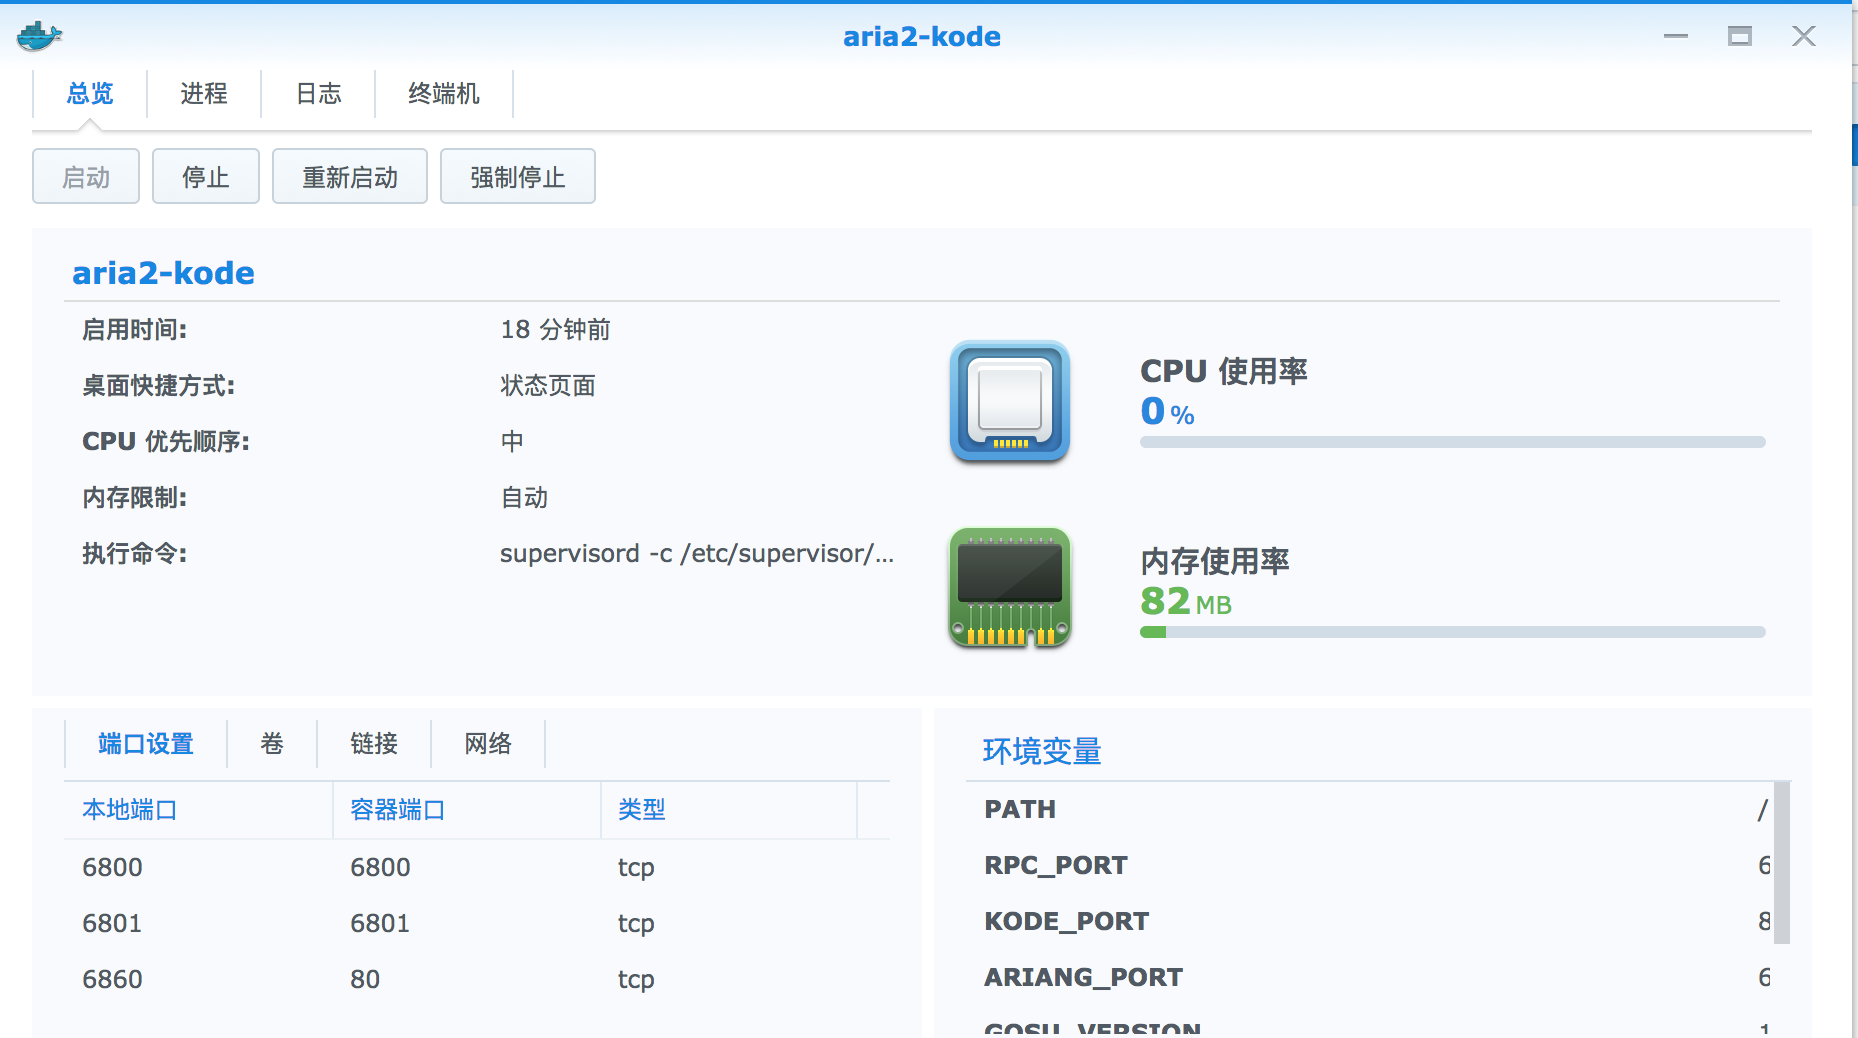 aria2-kode
总览 进程 日志 终端机
启动 停止 重新启动 强制停止
aria2-kode
启用时间: 18 分钟前
桌面快捷方式: 状态页面
CPU 优先顺序: 中
内存限制: 自动
执行命令: supervisord -c /etc/supervisor/...
CPU 使用率
0 %
内存使用率
82 MB
端口设置 卷 链接 网络
本地端口 容器端口 类型
6800 6800 tcp
6801 6801 tcp
6860 80 tcp
环境变量
PATH /
RPC_PORT 6
KODE_PORT 8
ARIANG_PORT 6
GOSU_VERSION 1